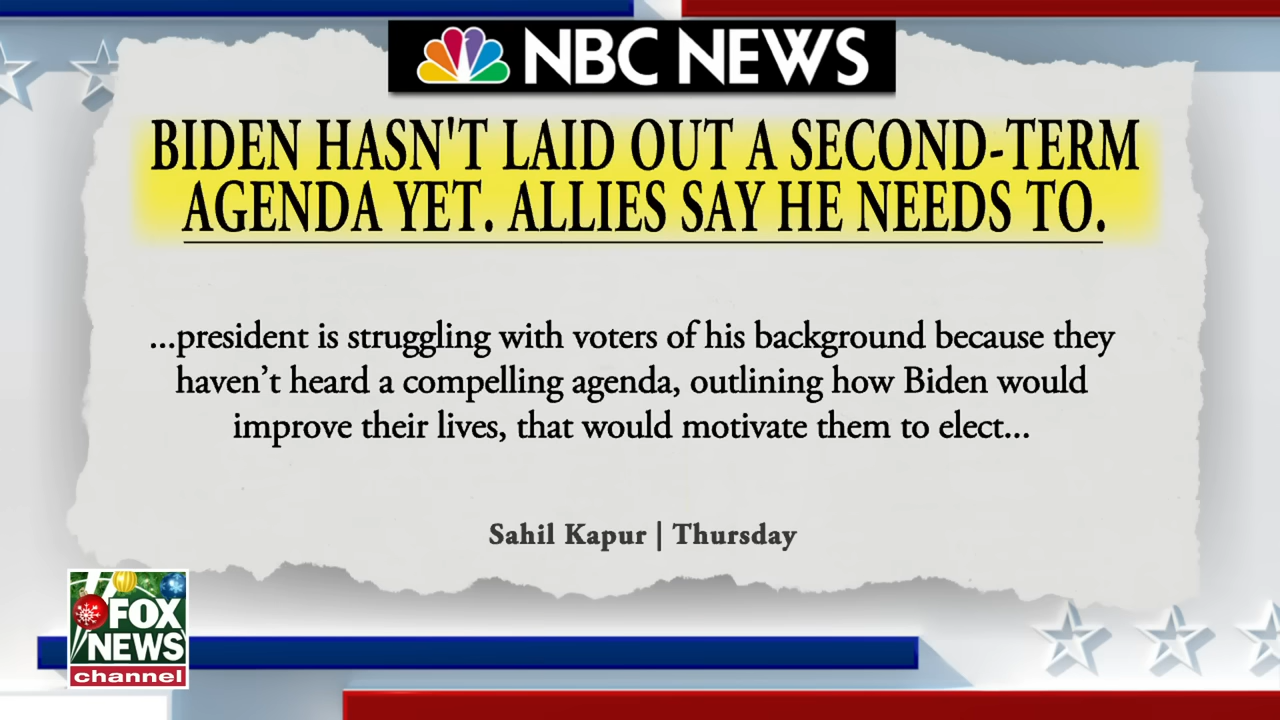 NBC NEWS
BIDEN HASN'T LAID OUT A SECOND-TERM
AGENDA YET. ALLIES SAY HE NEEDS TO.
...president is struggling with voters of his background because they
haven’t heard a compelling agenda, outlining how Biden would
improve their lives, that would motivate them to elect...
Sahil Kapur | Thursday
FOX
NEWS
channel